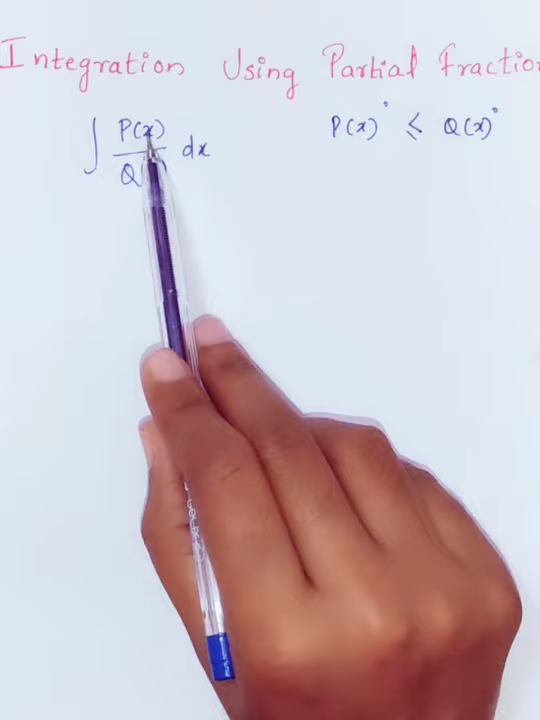 Integration Using Partial Fraction
∫ P(x)/Q( dx
P(x)° ≤ Q(x)°